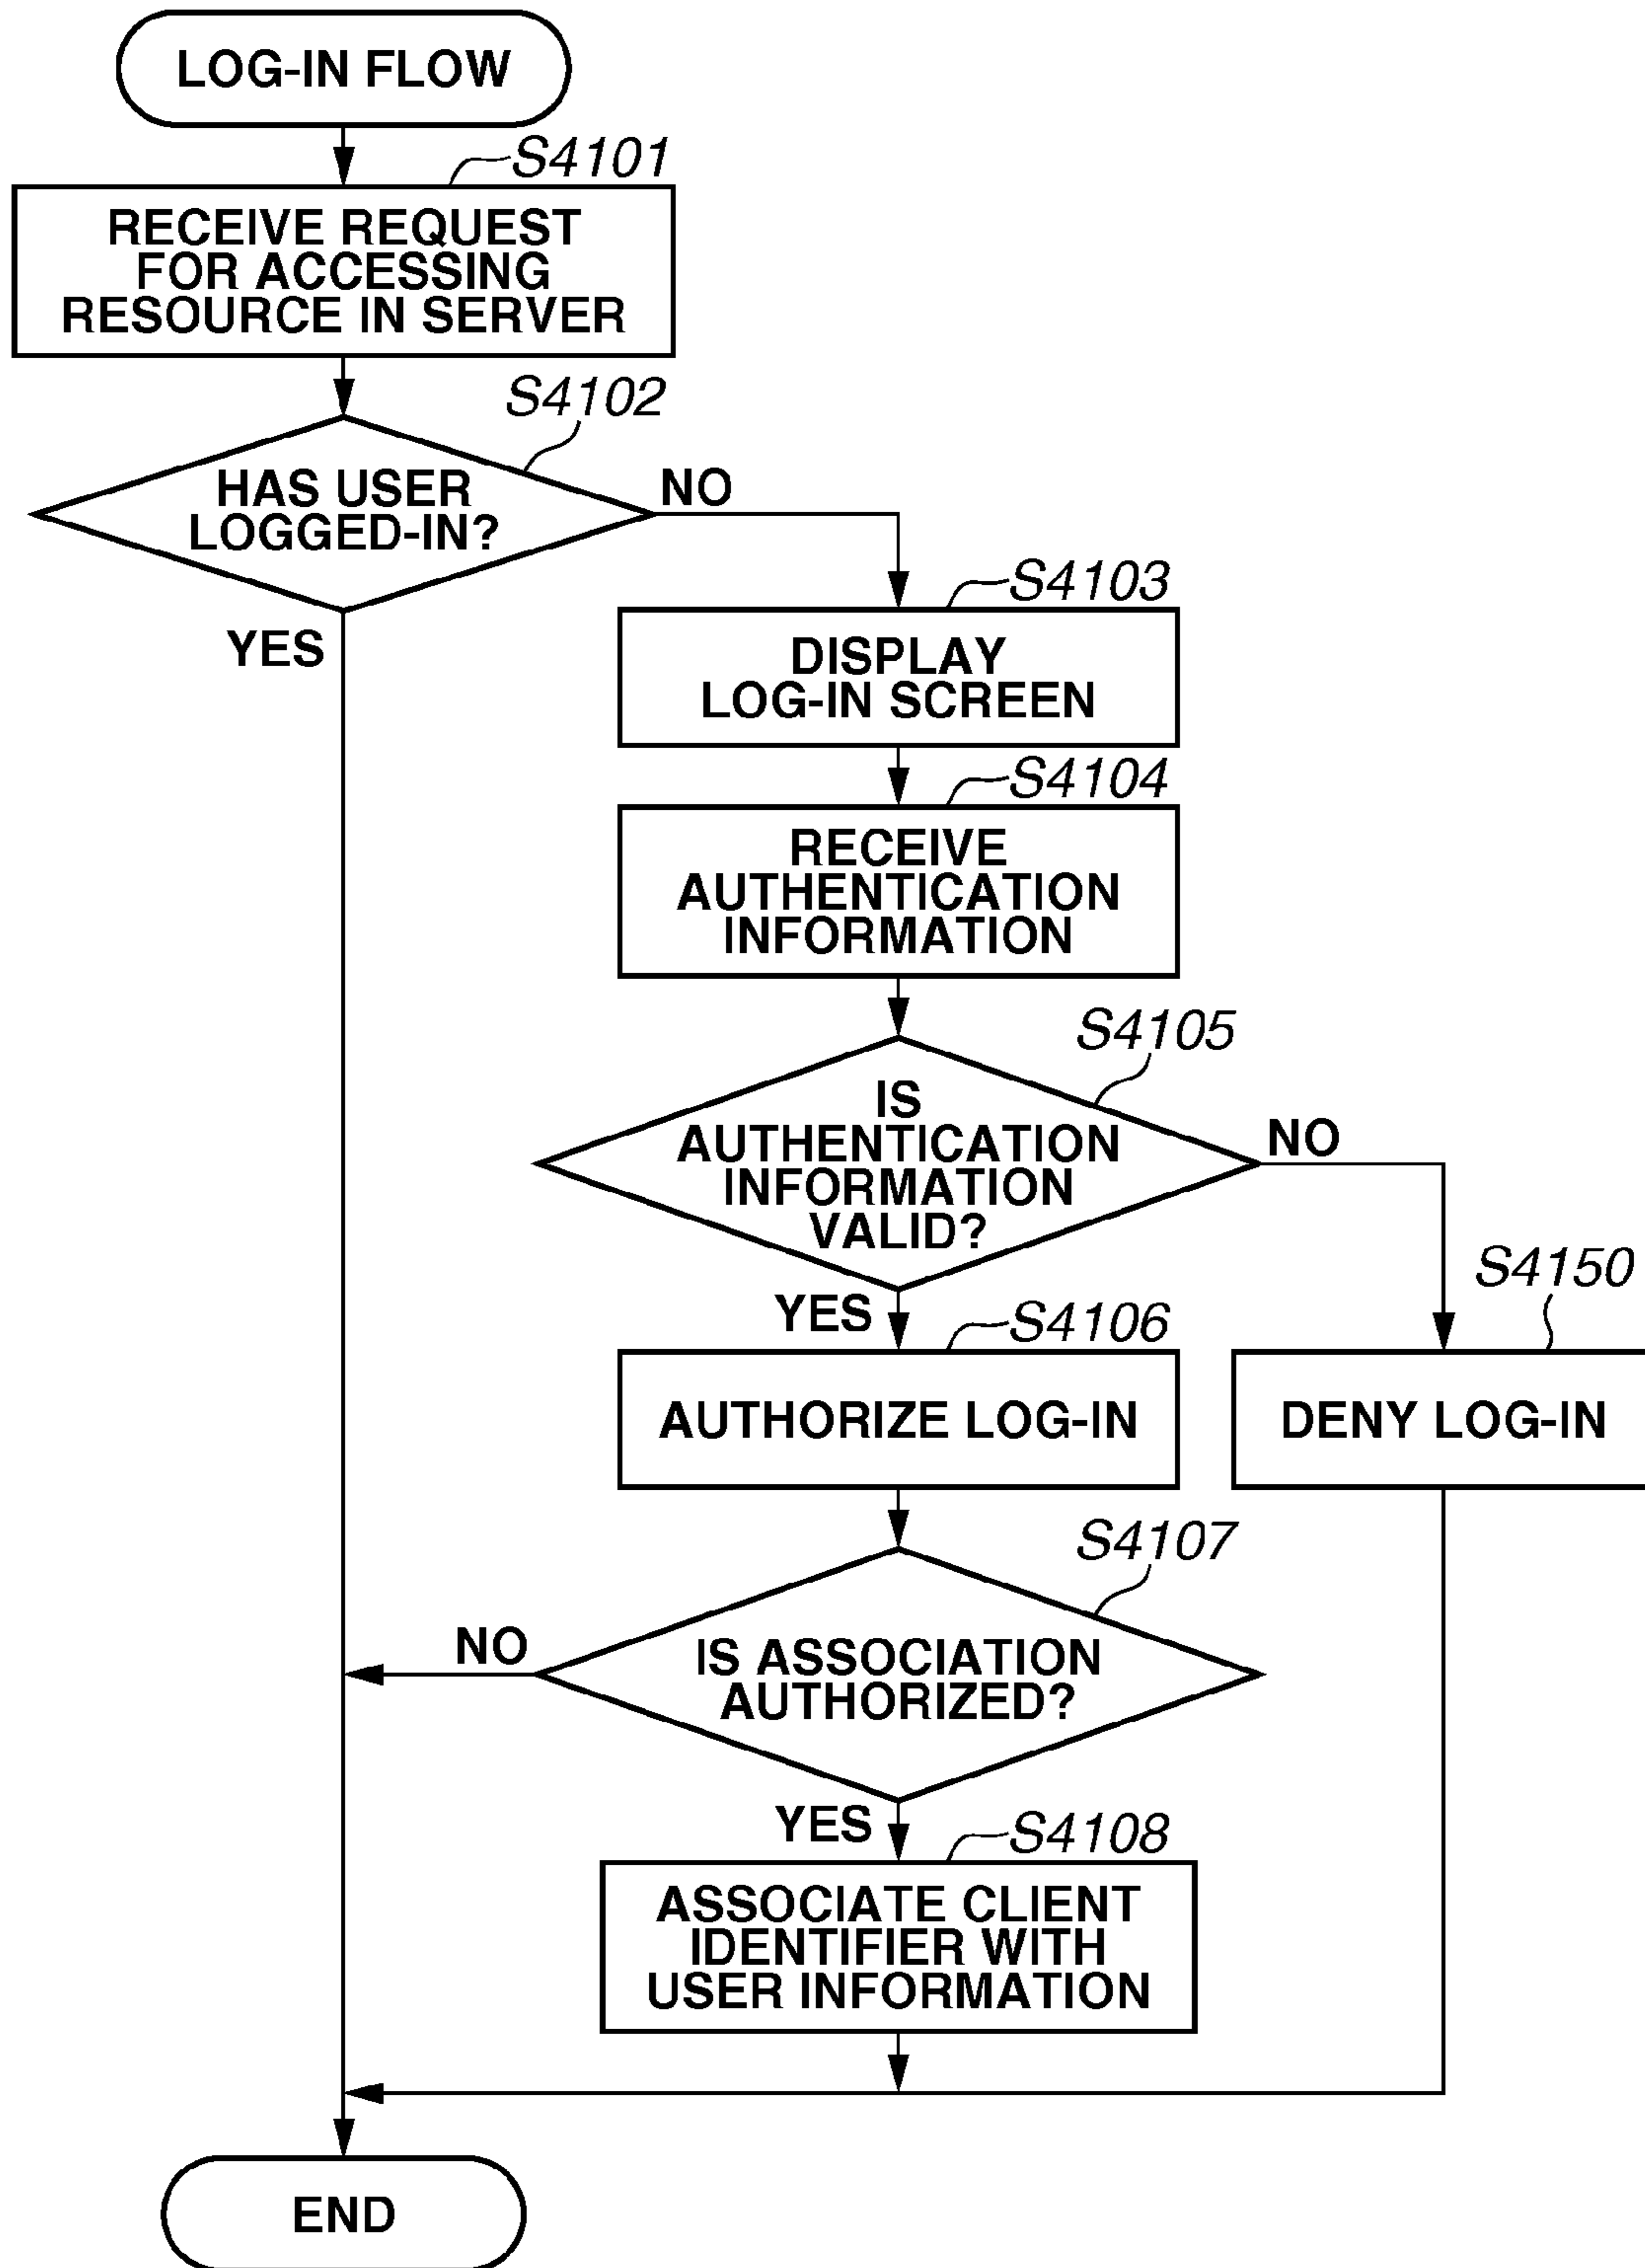 LOG-IN FLOW
S4101
RECEIVE REQUEST
FOR ACCESSING
RESOURCE IN SERVER
S4102
HAS USER
LOGGED-IN?
NO
YES
S4103
DISPLAY
LOG-IN SCREEN
S4104
RECEIVE
AUTHENTICATION
INFORMATION
S4105
IS
AUTHENTICATION
INFORMATION
VALID?
NO
YES
S4106
AUTHORIZE LOG-IN
S4150
DENY LOG-IN
S4107
IS ASSOCIATION
AUTHORIZED?
NO
YES
S4108
ASSOCIATE CLIENT
IDENTIFIER WITH
USER INFORMATION
END